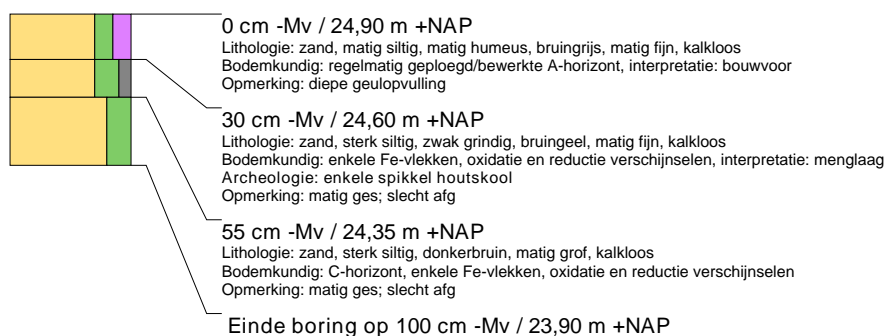 0 cm -Mv / 24,90 m +NAP
Lithologie: zand, matig siltig, matig humeus, bruingrijs, matig fijn, kalkloos
Bodemkundig: regelmatig geploegd/bewerkte A-horizont, interpretatie: bouwvoor
Opmerking: diepe geulopvulling
30 cm -Mv / 24,60 m +NAP
Lithologie: zand, sterk siltig, zwak grindig, bruingeel, matig fijn, kalkloos
Bodemkundig: enkele Fe-vlekken, oxidatie en reductie verschijnselen, interpretatie: menglaag
Archeologie: enkele spikkel houtskool
Opmerking: matig ges; slecht afg
55 cm -Mv / 24,35 m +NAP
Lithologie: zand, sterk siltig, donkerbruin, matig grof, kalkloos
Bodemkundig: C-horizont, enkele Fe-vlekken, oxidatie en reductie verschijnselen
Opmerking: matig ges; slecht afg
Einde boring op 100 cm -Mv / 23,90 m +NAP